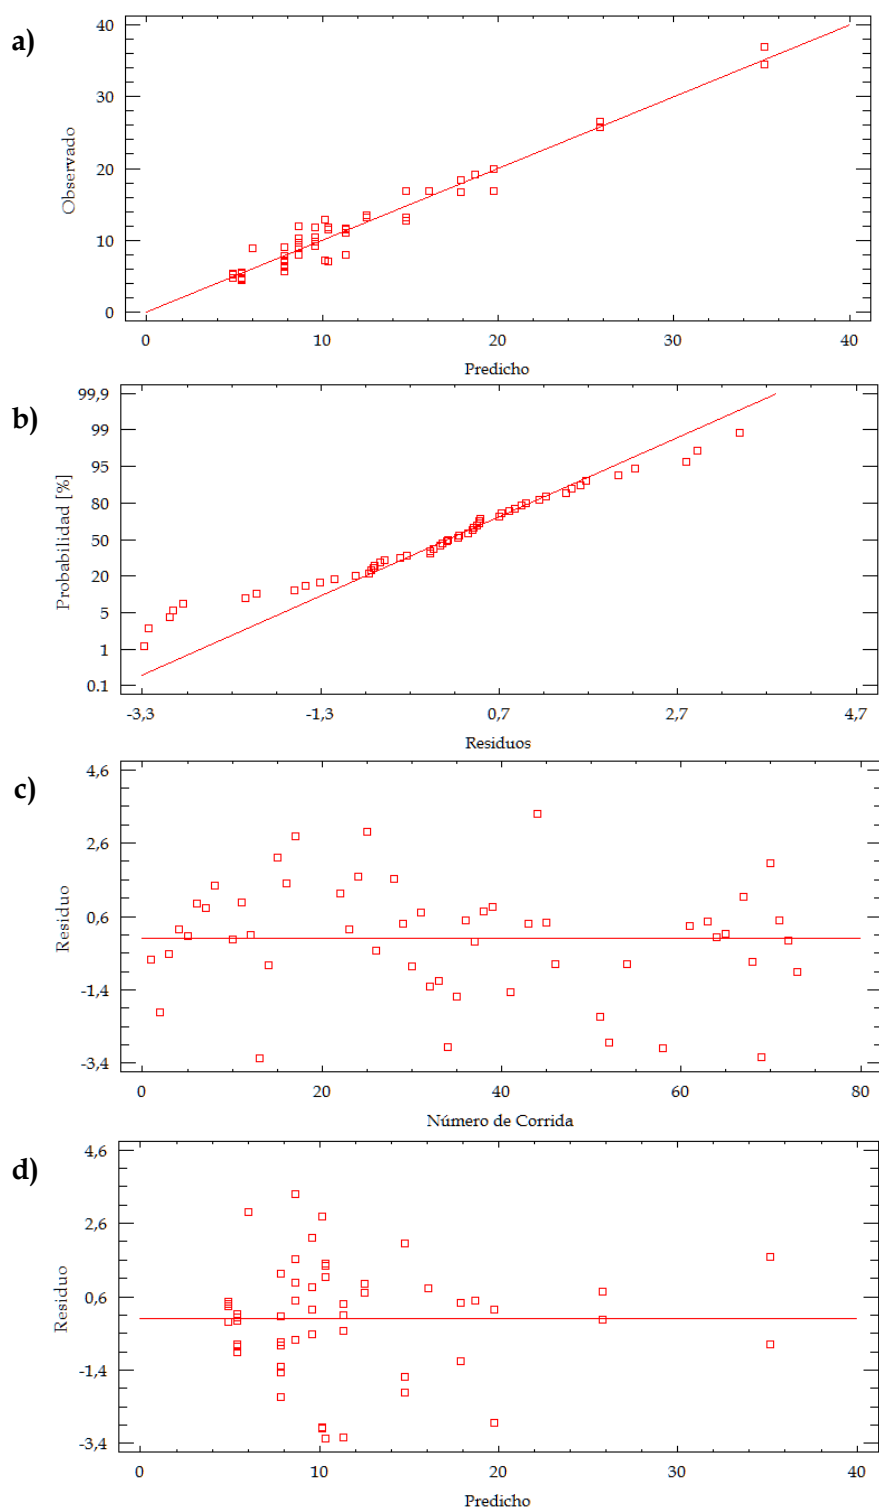 a)
Observado
40
30
20
10
0
0 10 20 30 40
Predicho
b)
Probabilidad [%]
99,9
99
95
80
50
20
5
1
0.1
-3,3 -1,3 0,7 2,7 4,7
Residuos
c)
Residuo
4,6
2,6
0,6
-1,4
-3,4
0 20 40 60 80
Número de Corrida
d)
Residuo
4,6
2,6
0,6
-1,4
-3,4
0 10 20 30 40
Predicho